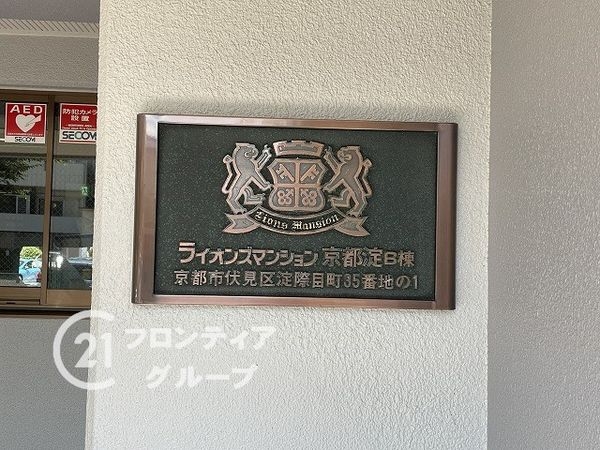 AED
SECOM
防犯カメラ
設置
SECOM
Lions Mansion
ライオンズマンション 京都淀B棟
京都市伏見区淀際目町35番地の1
C21 フロンティア
グループ